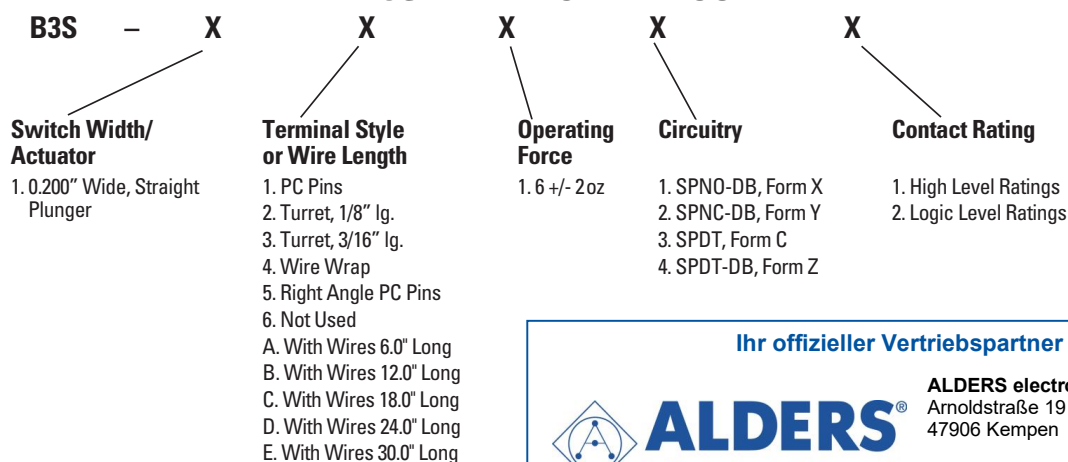 B3S – X X X X X
Switch Width/
Actuator
1. 0.200” Wide, Straight
Plunger
Terminal Style
or Wire Length
1. PC Pins
2. Turret, 1/8” lg.
3. Turret, 3/16” lg.
4. Wire Wrap
5. Right Angle PC Pins
6. Not Used
A. With Wires 6.0" Long
B. With Wires 12.0" Long
C. With Wires 18.0" Long
D. With Wires 24.0" Long
E. With Wires 30.0" Long
Operating
Force
1. 6 +/- 2 oz
Circuitry
1. SPNO-DB, Form X
2. SPNC-DB, Form Y
3. SPDT, Form C
4. SPDT-DB, Form Z
Contact Rating
1. High Level Ratings
2. Logic Level Ratings
Ihr offizieller Vertriebspartner
ALDERS®
ALDERS electro
Arnoldstraße 19
47906 Kempen